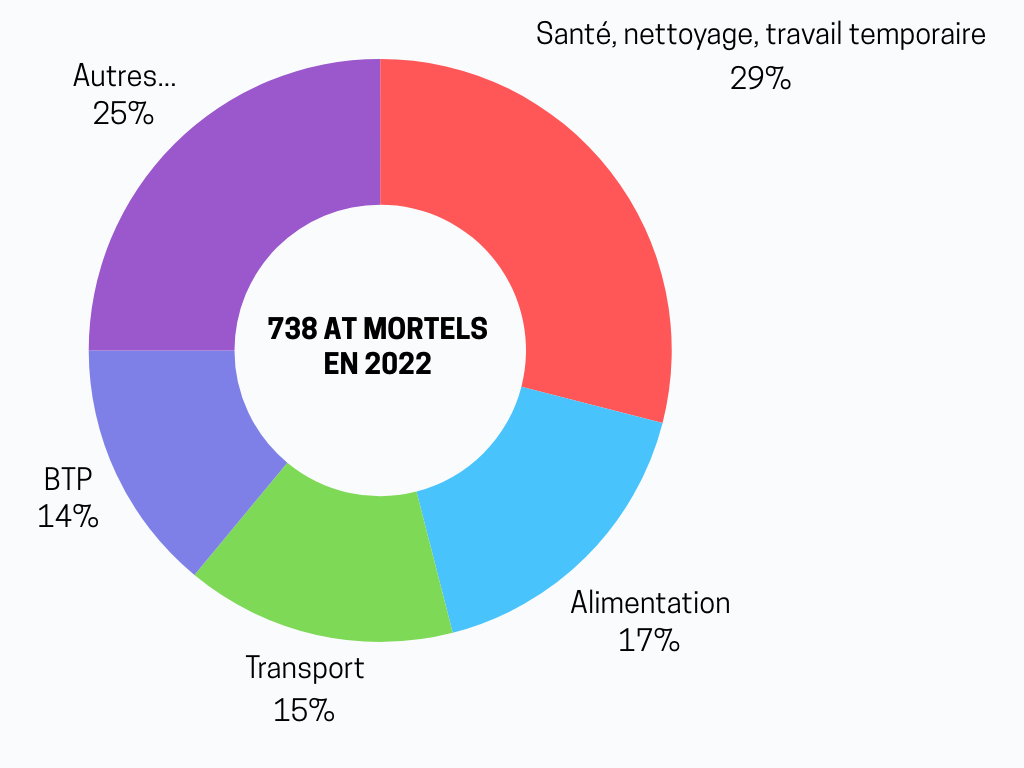 Santé, nettoyage, travail temporaire
29%
Autres...
25%
738 AT MORTELS
EN 2022
BTP
14%
Alimentation
17%
Transport
15%